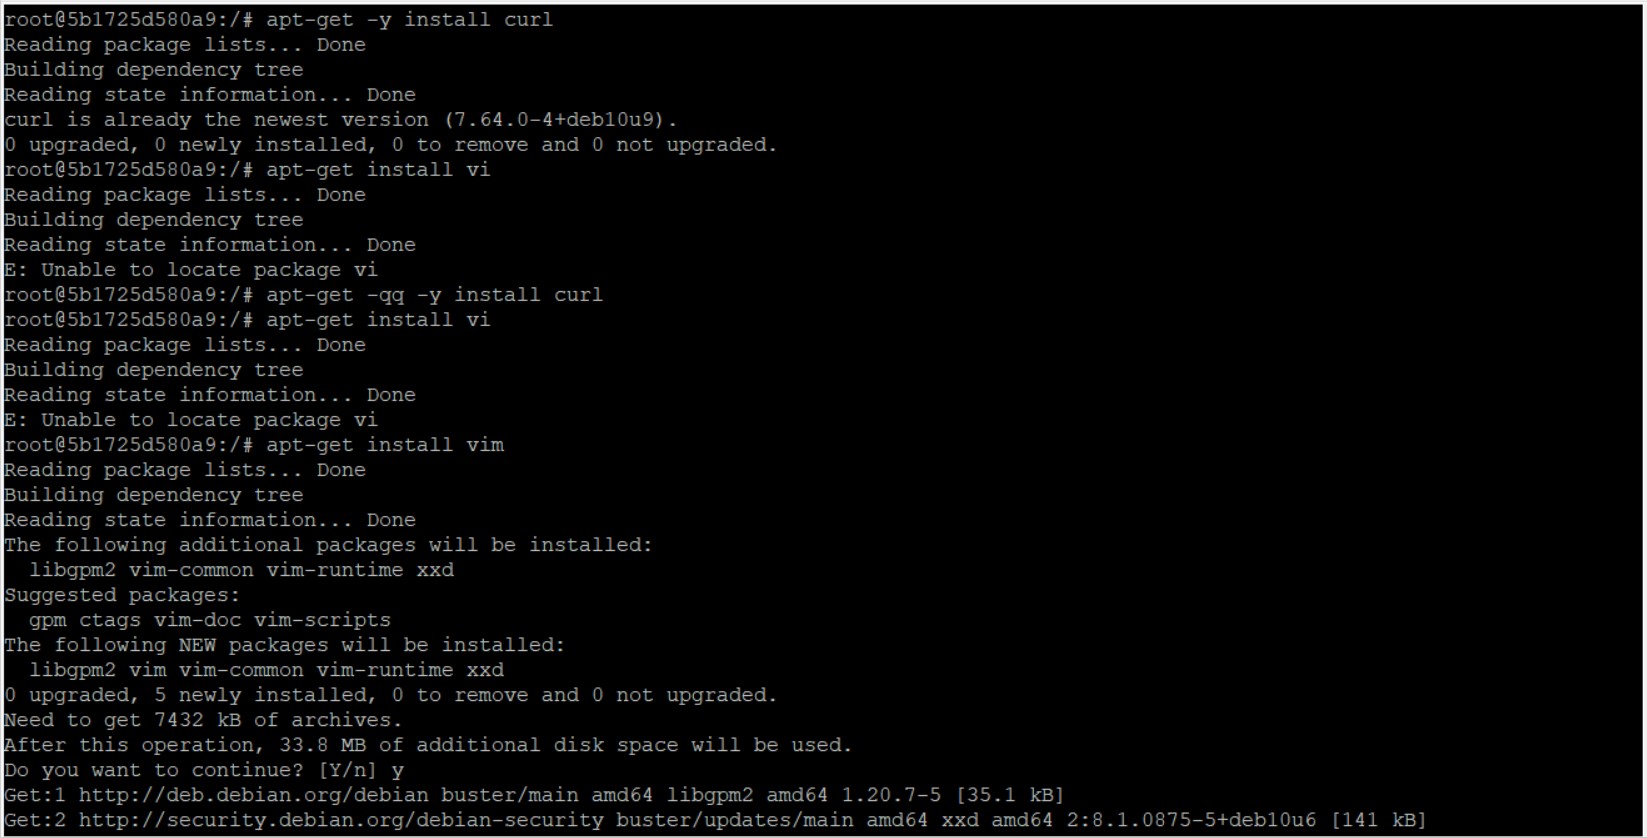 root@5b1725d580a9:/# apt-get -y install curl
Reading package lists... Done
Building dependency tree
Reading state information... Done
curl is already the newest version (7.64.0-4+deb10u9).
0 upgraded, 0 newly installed, 0 to remove and 0 not upgraded.
root@5b1725d580a9:/# apt-get install vi
Reading package lists... Done
Building dependency tree
Reading state information... Done
E: Unable to locate package vi
root@5b1725d580a9:/# apt-get -qq -y install curl
root@5b1725d580a9:/# apt-get install vi
Reading package lists... Done
Building dependency tree
Reading state information... Done
E: Unable to locate package vi
root@5b1725d580a9:/# apt-get install vim
Reading package lists... Done
Building dependency tree
Reading state information... Done
The following additional packages will be installed:
  libgpm2 vim-common vim-runtime xxd
Suggested packages:
  gpm ctags vim-doc vim-scripts
The following NEW packages will be installed:
  libgpm2 vim vim-common vim-runtime xxd
0 upgraded, 5 newly installed, 0 to remove and 0 not upgraded.
Need to get 7432 kB of archives.
After this operation, 33.8 MB of additional disk space will be used.
Do you want to continue? [Y/n] y
Get:1 http://deb.debian.org/debian buster/main amd64 libgpm2 amd64 1.20.7-5 [35.1 kB]
Get:2 http://security.debian.org/debian-security buster/updates/main amd64 xxd amd64 2:8.1.0875-5+deb10u6 [141 kB]